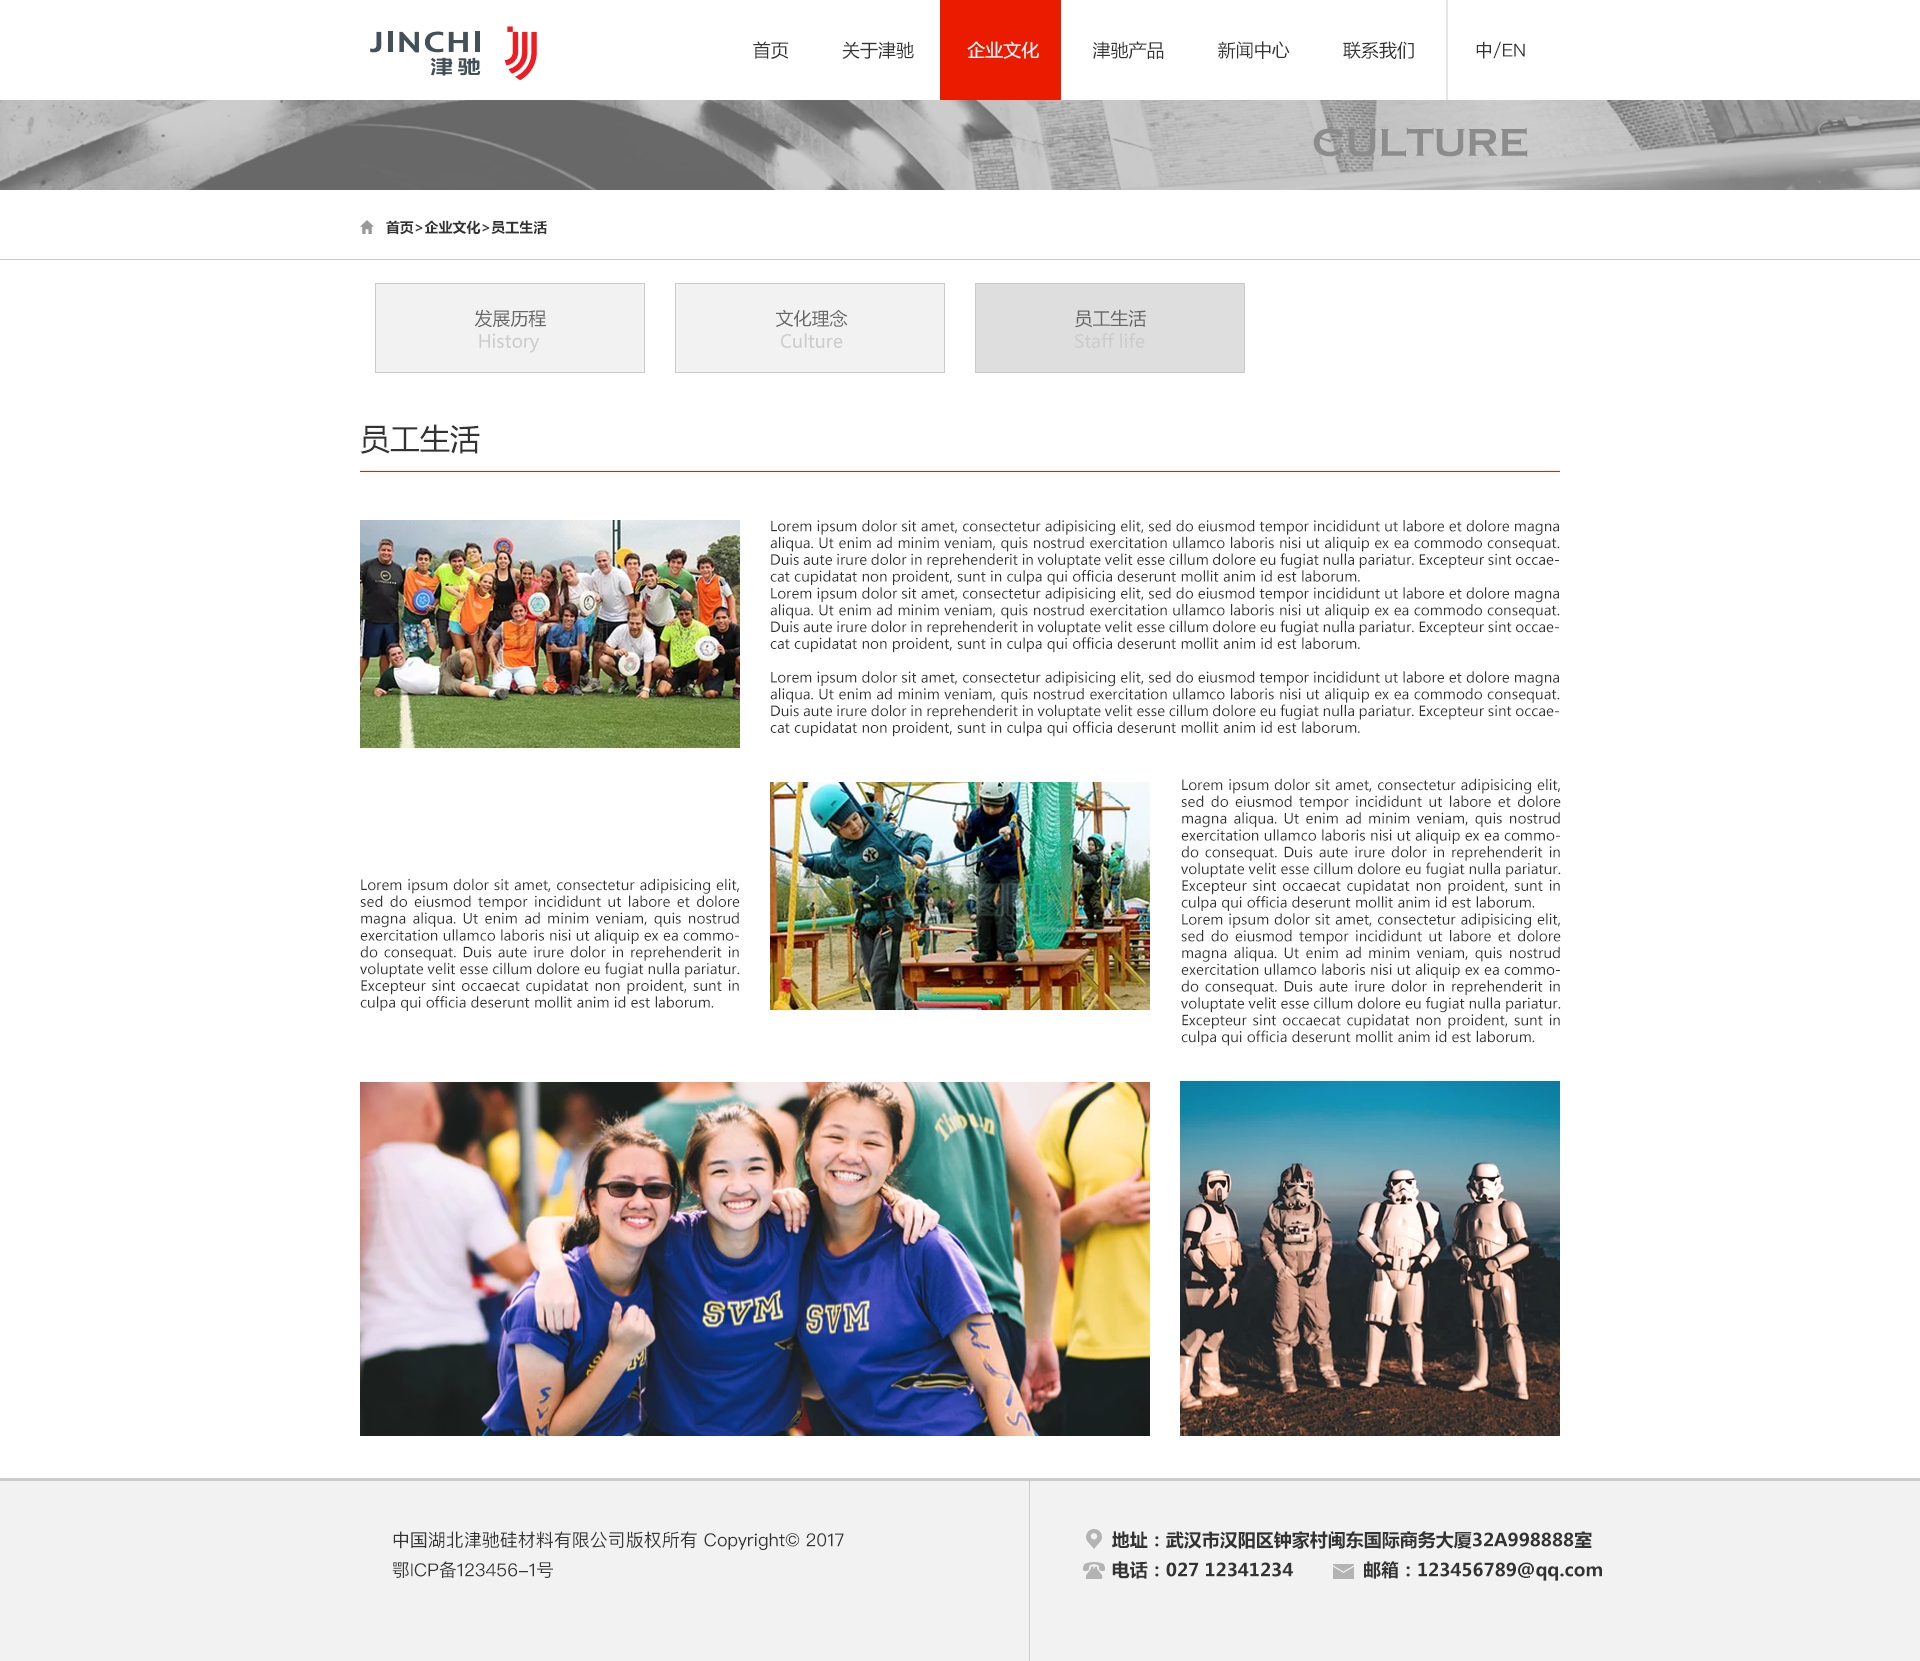 JINCHI
津驰
首页 关于津驰 企业文化 津驰产品 新闻中心 联系我们 中/EN
CULTURE
首页>企业文化>员工生活
发展历程
History
文化理念
Culture
员工生活
Staff life
员工生活
Lorem ipsum dolor sit amet, consectetur adipisicing elit, sed do eiusmod tempor incididunt ut labore et dolore magna
aliqua. Ut enim ad minim veniam, quis nostrud exercitation ullamco laboris nisi ut aliquip ex ea commodo consequat.
Duis aute irure dolor in reprehenderit in voluptate velit esse cillum dolore eu fugiat nulla pariatur. Excepteur sint occae-
cat cupidatat non proident, sunt in culpa qui officia deserunt mollit anim id est laborum.
Lorem ipsum dolor sit amet, consectetur adipisicing elit, sed do eiusmod tempor incididunt ut labore et dolore magna
aliqua. Ut enim ad minim veniam, quis nostrud exercitation ullamco laboris nisi ut aliquip ex ea commodo consequat.
Duis aute irure dolor in reprehenderit in voluptate velit esse cillum dolore eu fugiat nulla pariatur. Excepteur sint occae-
cat cupidatat non proident, sunt in culpa qui officia deserunt mollit anim id est laborum.
Lorem ipsum dolor sit amet, consectetur adipisicing elit, sed do eiusmod tempor incididunt ut labore et dolore magna
aliqua. Ut enim ad minim veniam, quis nostrud exercitation ullamco laboris nisi ut aliquip ex ea commodo consequat.
Duis aute irure dolor in reprehenderit in voluptate velit esse cillum dolore eu fugiat nulla pariatur. Excepteur sint occae-
cat cupidatat non proident, sunt in culpa qui officia deserunt mollit anim id est laborum.
Lorem ipsum dolor sit amet, consectetur adipisicing elit,
sed do eiusmod tempor incididunt ut labore et dolore
magna aliqua. Ut enim ad minim veniam, quis nostrud
exercitation ullamco laboris nisi ut aliquip ex ea commo-
do consequat. Duis aute irure dolor in reprehenderit in
voluptate velit esse cillum dolore eu fugiat nulla pariatur.
Excepteur sint occaecat cupidatat non proident, sunt in
culpa qui officia deserunt mollit anim id est laborum.
Lorem ipsum dolor sit amet, consectetur adipisicing elit,
sed do eiusmod tempor incididunt ut labore et dolore
magna aliqua. Ut enim ad minim veniam, quis nostrud
exercitation ullamco laboris nisi ut aliquip ex ea commo-
do consequat. Duis aute irure dolor in reprehenderit in
voluptate velit esse cillum dolore eu fugiat nulla pariatur.
Excepteur sint occaecat cupidatat non proident, sunt in
culpa qui officia deserunt mollit anim id est laborum.
Lorem ipsum dolor sit amet, consectetur adipisicing elit,
sed do eiusmod tempor incididunt ut labore et dolore
magna aliqua. Ut enim ad minim veniam, quis nostrud
exercitation ullamco laboris nisi ut aliquip ex ea commo-
do consequat. Duis aute irure dolor in reprehenderit in
voluptate velit esse cillum dolore eu fugiat nulla pariatur.
Excepteur sint occaecat cupidatat non proident, sunt in
culpa qui officia deserunt mollit anim id est laborum.
SVM
SVM
SVM
中国湖北津驰硅材料有限公司版权所有 Copyright© 2017
鄂ICP备123456-1号
地址：武汉市汉阳区钟家村闽东国际商务大厦32A998888室
电话：027 12341234 邮箱：123456789@qq.com